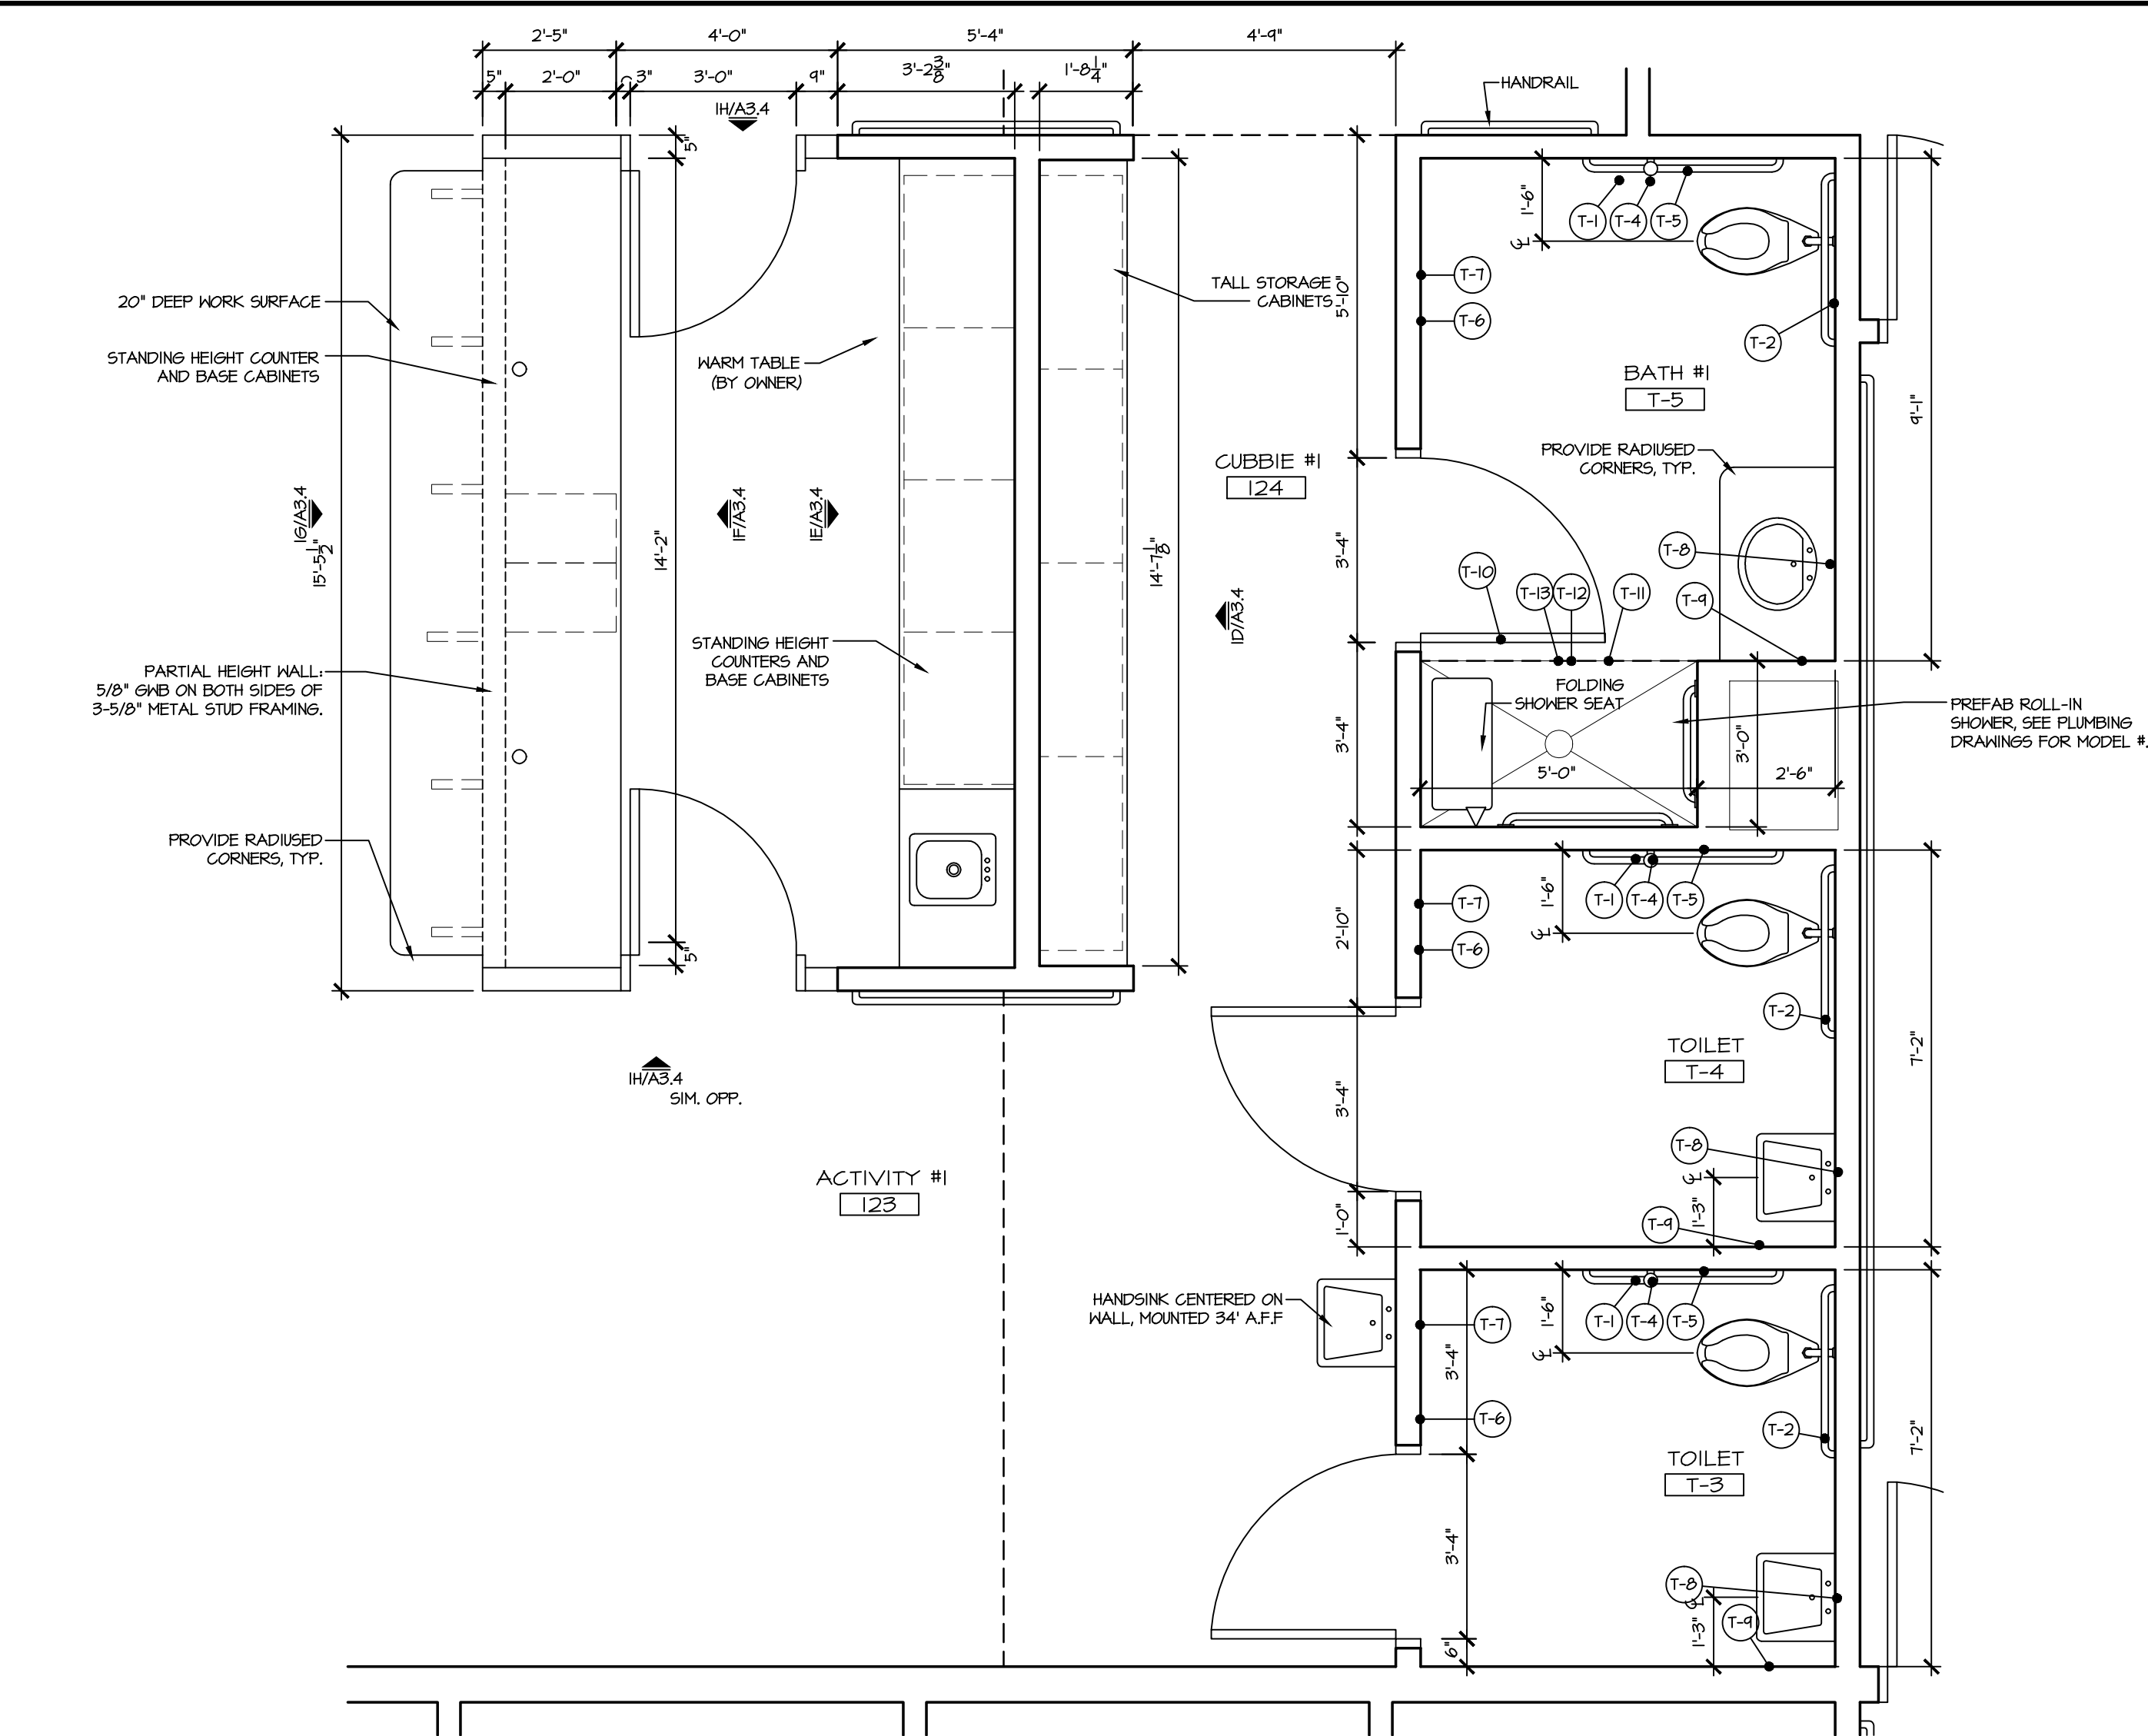 2'-5"
4'-0"
5'-4"
4'-9"
5"
2'-0"
3"
3'-0"
9"
3'-2 3/8"
1'-8 1/4"
1H/A3.4
HANDRAIL
5"
1'-6"
T-1
T-4
T-5
T-7
T-6
T-2
20" DEEP WORK SURFACE
STANDING HEIGHT COUNTER
AND BASE CABINETS
WARM TABLE
(BY OWNER)
TALL STORAGE
CABINETS
5'-10"
BATH #1
T-5
9'-1"
PROVIDE RADIUSED
CORNERS, TYP.
CUBBIE #1
124
1G/A3.4
15'-5 1/2"
14'-2"
1F/A3.4
1E/A3.4
14'-7 1/8"
1D/A3.4
3'-4"
T-8
T-10
T-13
T-12
T-11
T-9
STANDING HEIGHT
COUNTERS AND
BASE CABINETS
PARTIAL HEIGHT WALL:
5/8" GWB ON BOTH SIDES OF
3-5/8" METAL STUD FRAMING.
FOLDING
SHOWER SEAT
3'-4"
5'-0"
3'-0"
2'-6"
PREFAB ROLL-IN
SHOWER, SEE PLUMBING
DRAWINGS FOR MODEL #.
PROVIDE RADIUSED
CORNERS, TYP.
5"
2'-10"
1'-6"
T-1
T-4
T-5
T-7
T-6
T-2
TOILET
T-4
7'-2"
3'-4"
1H/A3.4
SIM. OPP.
T-8
T-9
1'-3"
1'-0"
ACTIVITY #1
123
HANDSINK CENTERED ON
WALL, MOUNTED 34' A.F.F
1'-6"
T-1
T-4
T-5
T-7
3'-4"
T-6
T-2
TOILET
T-3
7'-2"
3'-4"
T-8
T-9
1'-3"
6"